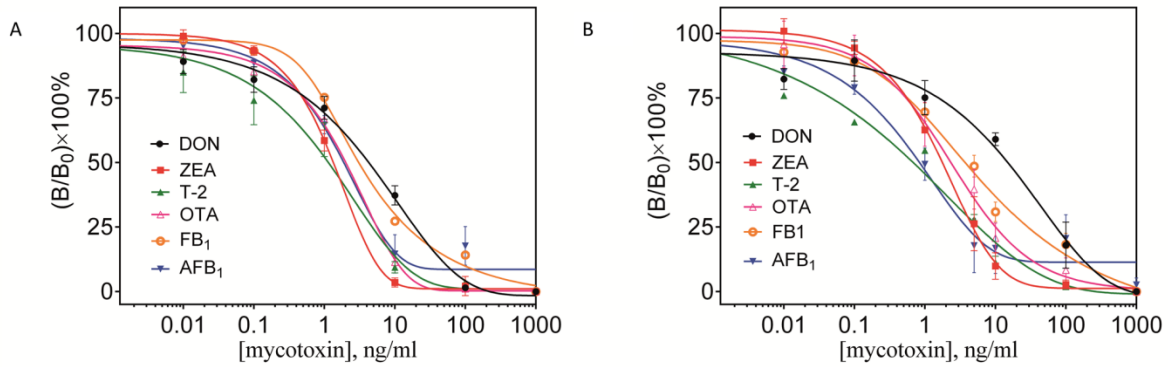 A
(B/B₀)×100%
100
75
50
25
0
DON
ZEA
T-2
OTA
FB₁
AFB₁
0.01 0.1 1 10 100 1000
[mycotoxin], ng/ml
B
(B/B₀)×100%
100
75
50
25
0
DON
ZEA
T-2
OTA
FB1
AFB₁
0.01 0.1 1 10 100 1000
[mycotoxin], ng/ml